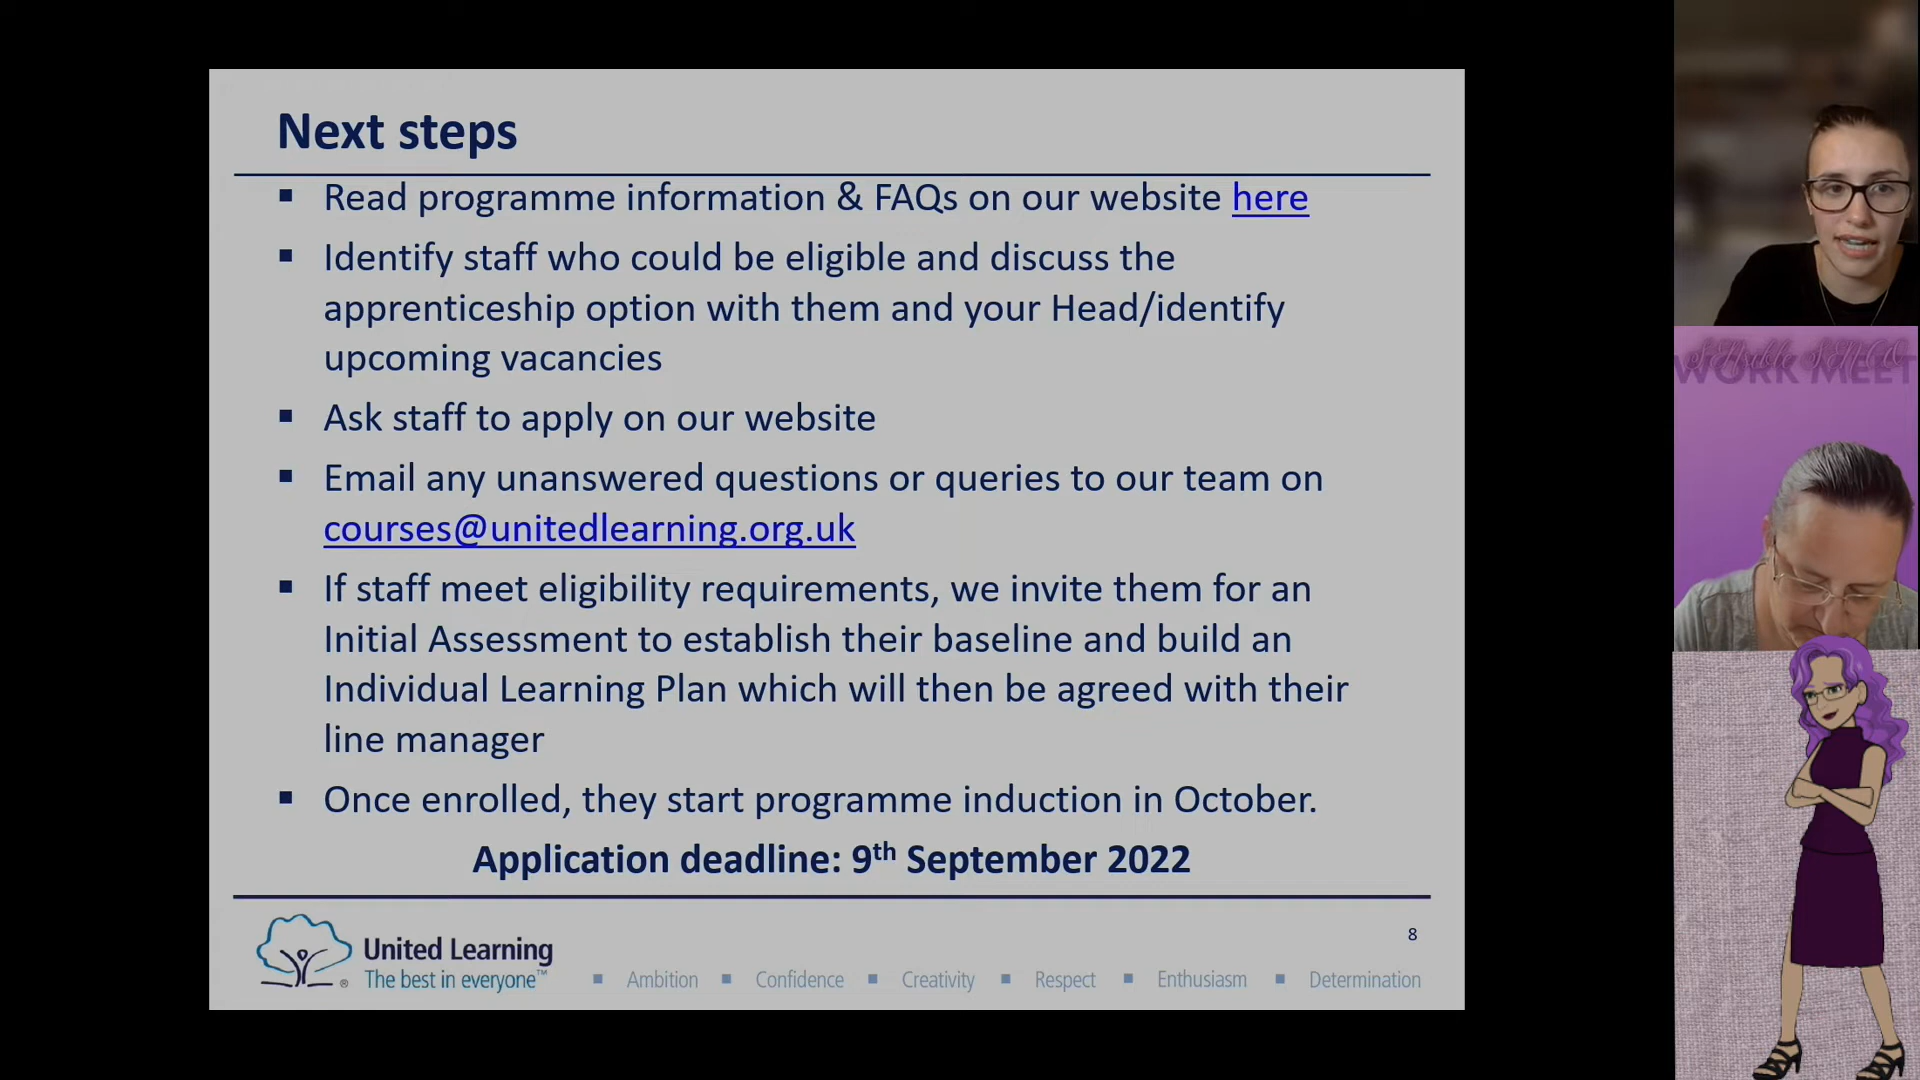 Next steps
▪ Read programme information & FAQs on our website here
▪ Identify staff who could be eligible and discuss the
apprenticeship option with them and your Head/identify
upcoming vacancies
▪ Ask staff to apply on our website
▪ Email any unanswered questions or queries to our team on
courses@unitedlearning.org.uk
▪ If staff meet eligibility requirements, we invite them for an
Initial Assessment to establish their baseline and build an
Individual Learning Plan which will then be agreed with their
line manager
▪ Once enrolled, they start programme induction in October.
Application deadline: 9th September 2022
United Learning
The best in everyone™
▪ Ambition ▪ Confidence ▪ Creativity ▪ Respect ▪ Enthusiasm ▪ Determination
8
WORK MEET